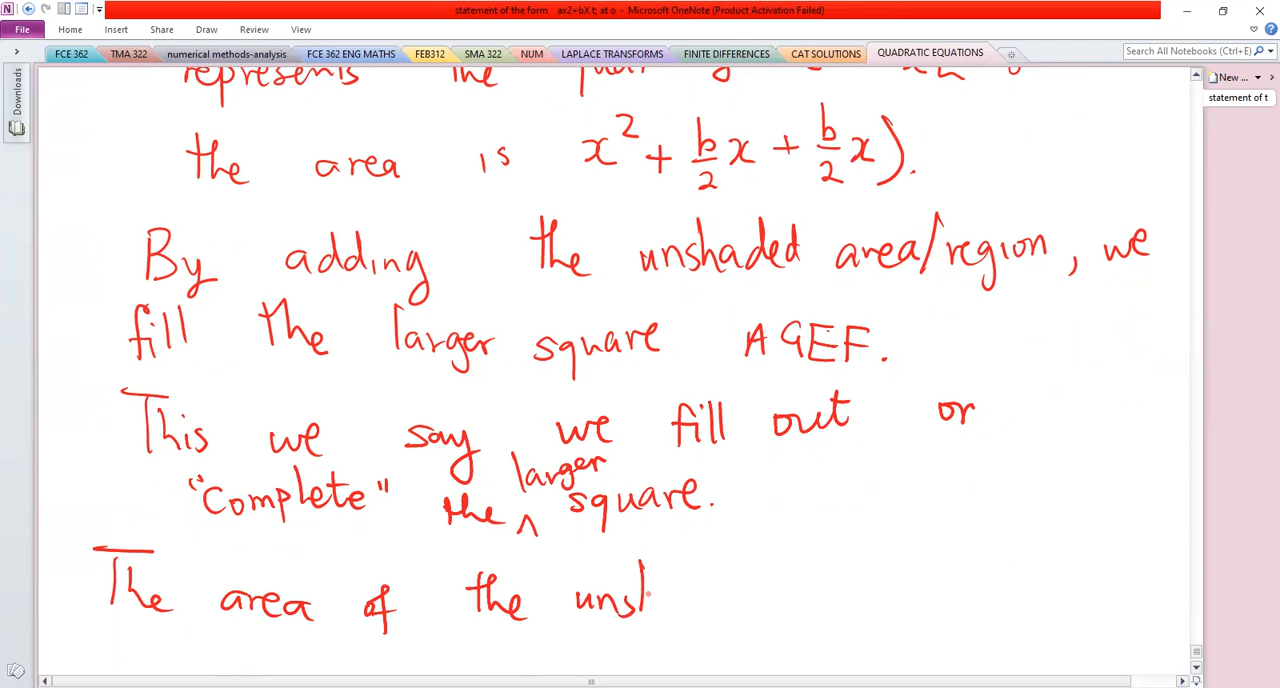 statement of the form ax2+bX t; at o - Microsoft OneNote (Product Activation Failed)
File Home Insert Share Draw Review View
FCE 362 TMA 322 numerical methods-analysis FCE 362 ENG MATHS FEB312 SMA 322 NUM LAPLACE TRANSFORMS FINITE DIFFERENCES CAT SOLUTIONS QUADRATIC EQUATIONS
Search All Notebooks (Ctrl+E)
Downloads
New ...
statement of t
represents the
the area is x² + b/2 x + b/2 x).
By adding the unshaded area/region, we
fill the larger square AGEF.
This we say we fill out or
"Complete" the ^ larger square.
The area of the unsh